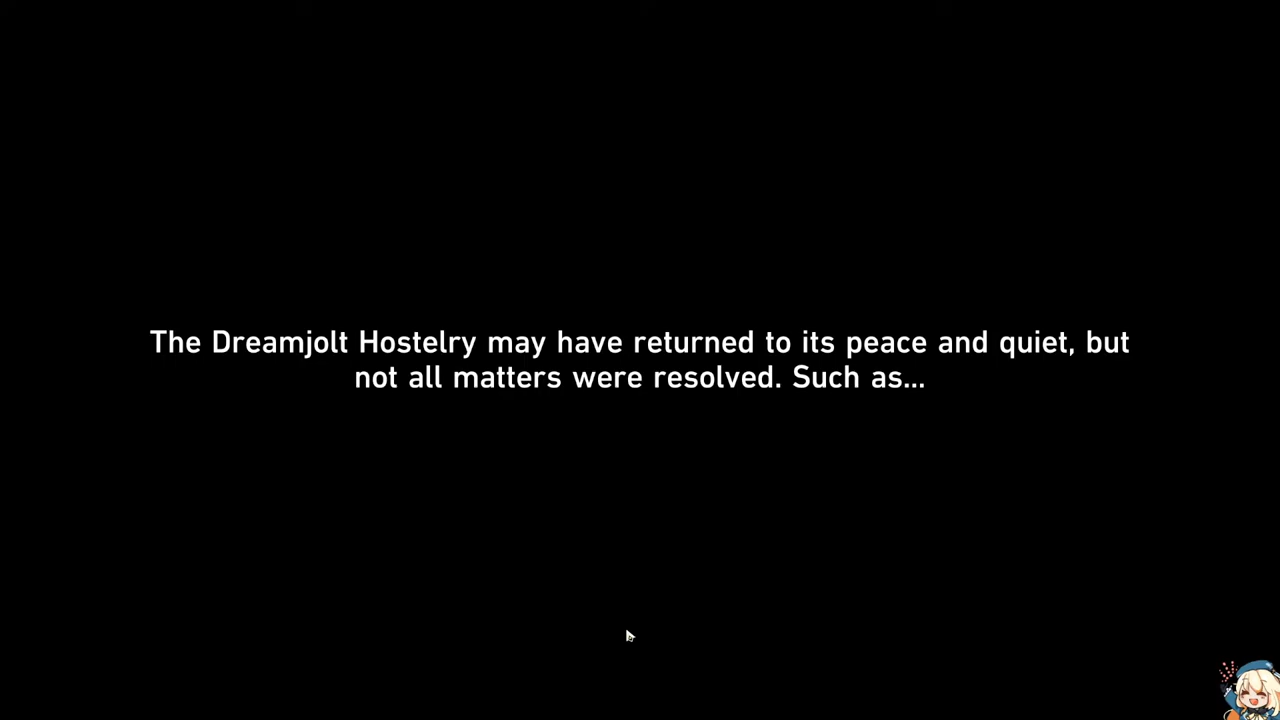 The Dreamjolt Hostelry may have returned to its peace and quiet, but
not all matters were resolved. Such as...